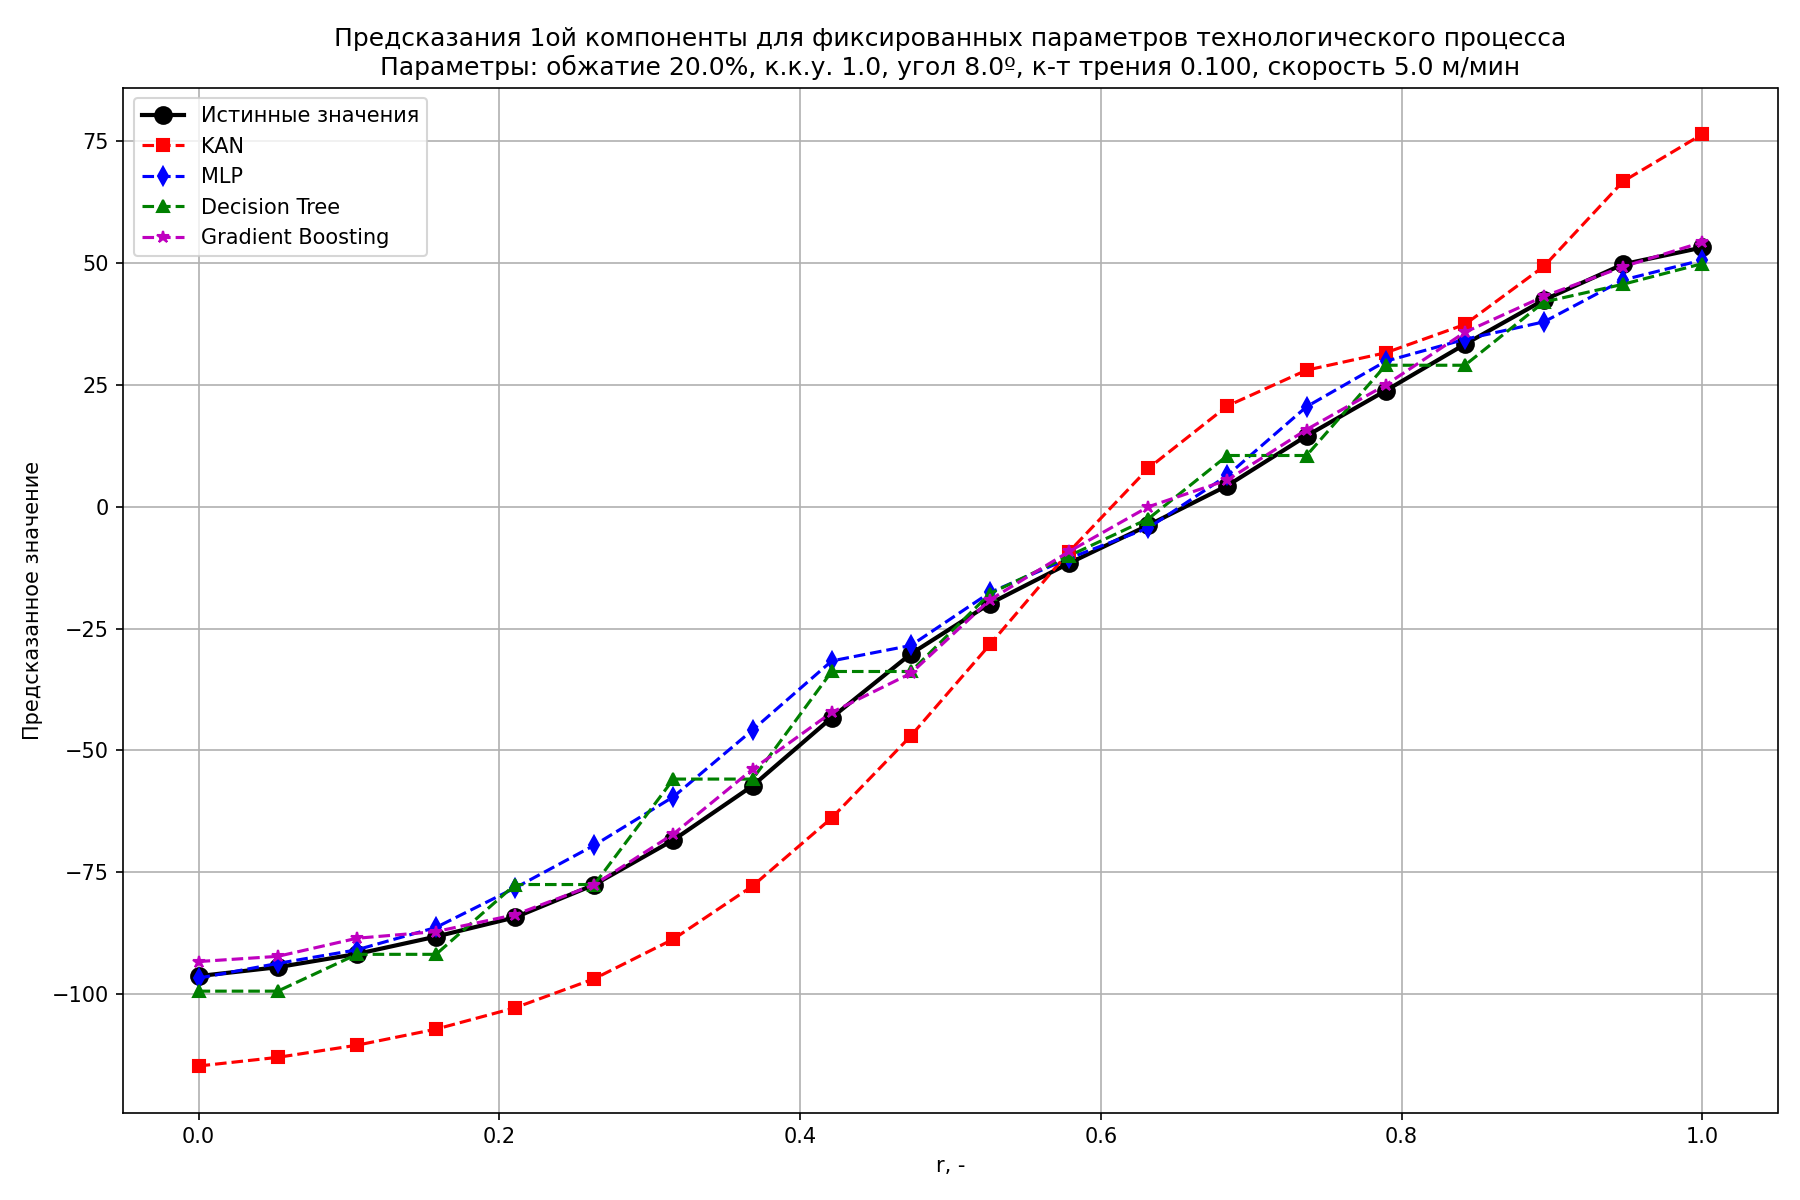 Предсказания 1ой компоненты для фиксированных параметров технологического процесса
Параметры: обжатие 20.0%, к.к.у. 1.0, угол 8.0º, к-т трения 0.100, скорость 5.0 м/мин
Истинные значения
KAN
MLP
Decision Tree
Gradient Boosting
Предсказанное значение
75
50
25
0
−25
−50
−75
−100
0.0
0.2
0.4
0.6
0.8
1.0
r, -